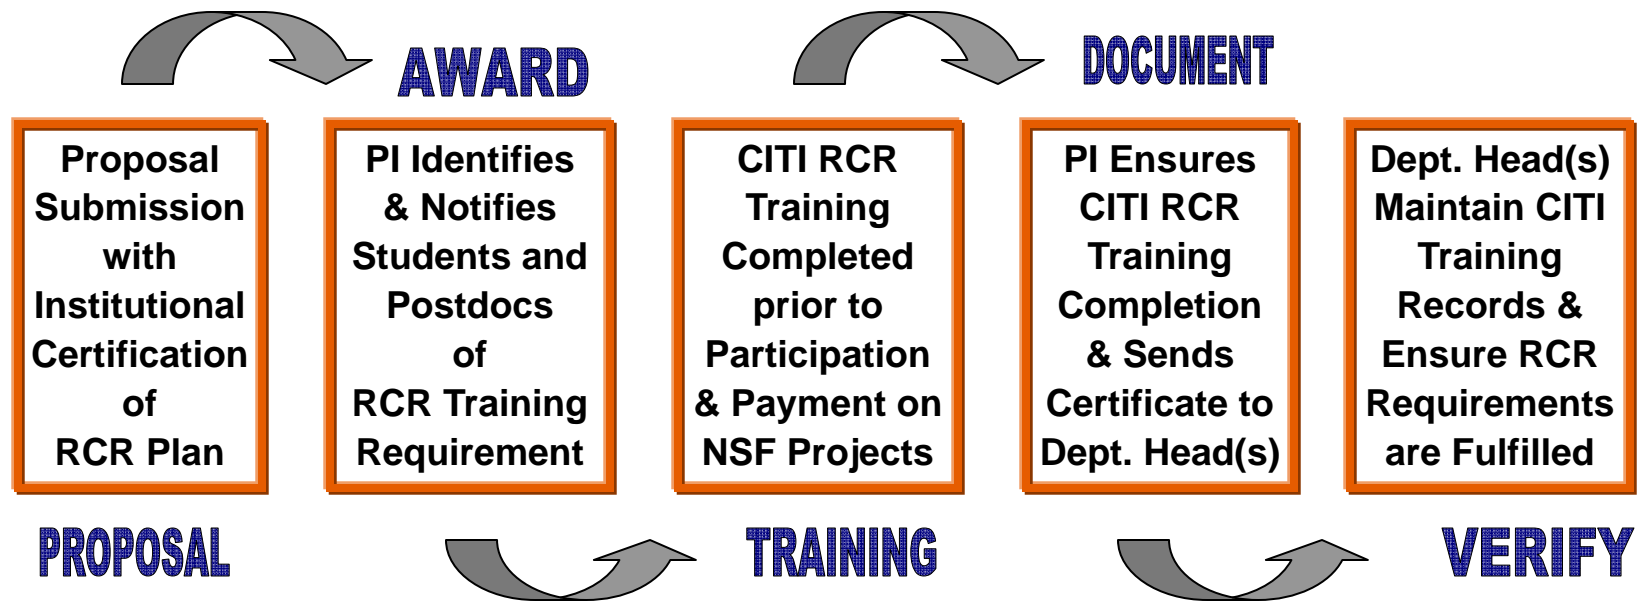 PROPOSAL
Proposal
Submission
with
Institutional
Certification
of
RCR Plan
AWARD
PI Identifies
& Notifies
Students and
Postdocs
of
RCR Training
Requirement
TRAINING
CITI RCR
Training
Completed
prior to
Participation
& Payment on
NSF Projects
DOCUMENT
PI Ensures
CITI RCR
Training
Completion
& Sends
Certificate to
Dept. Head(s)
VERIFY
Dept. Head(s)
Maintain CITI
Training
Records &
Ensure RCR
Requirements
are Fulfilled